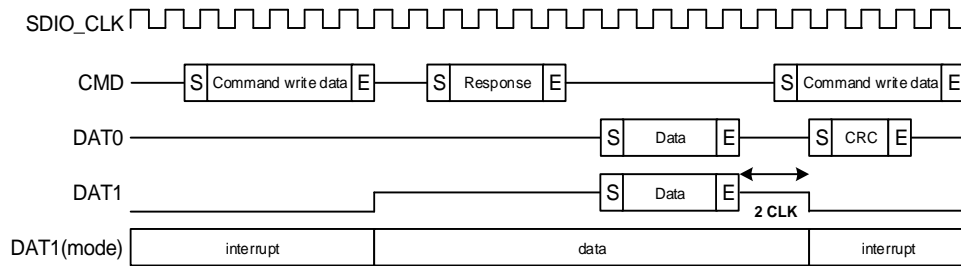 SDIO_CLK
CMD S Command write data E S Response E S Command write data E
DAT0 S Data E S CRC E
DAT1 S Data E
2 CLK
DAT1(mode) interrupt data interrupt